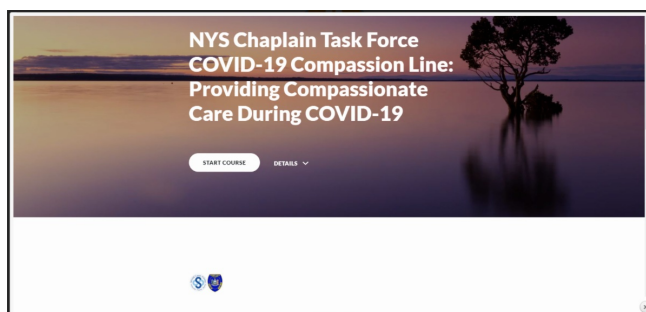 NYS Chaplain Task Force
COVID-19 Compassion Line:
Providing Compassionate
Care During COVID-19
START COURSE
DETAILS
S